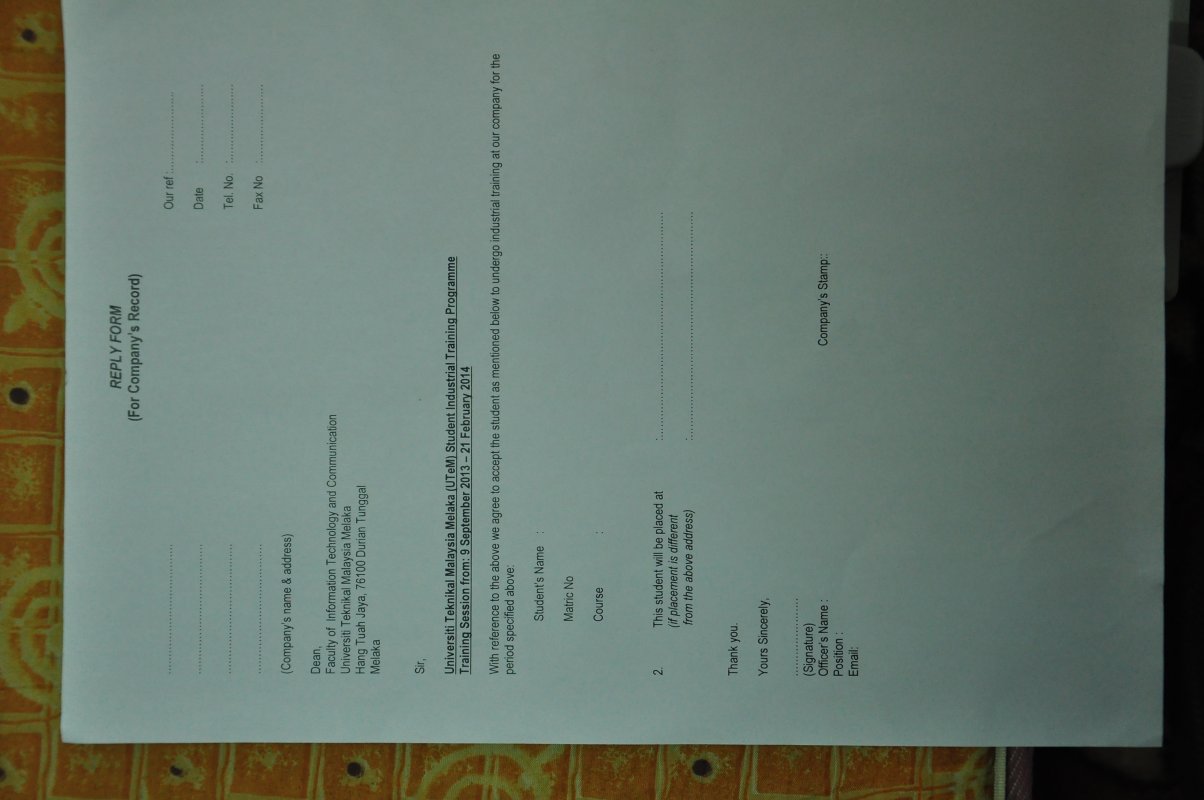 REPLY FORM
(For Company's Record)
Our ref :....................
Date :....................
Tel. No. :....................
Fax No :....................
........................................
........................................
........................................
........................................
(Company's name & address)
Dean,
Faculty of Information Technology and Communication
Universiti Teknikal Malaysia Melaka
Hang Tuah Jaya, 76100 Durian Tunggal
Melaka
Sir,
Universiti Teknikal Malaysia Melaka (UTeM) Student Industrial Training Programme
Training Session from: 9 September 2013 – 21 February 2014
With reference to the above we agree to accept the student as mentioned below to undergo industrial training at our company for the
period specified above:
Student's Name :
Matric No
Course :
2. This student will be placed at :........................................
(if placement is different :........................................
from the above address)
Thank you.
Yours Sincerely,
........................
(Signature)
Officer's Name : Company's Stamp::
Position :
Email: